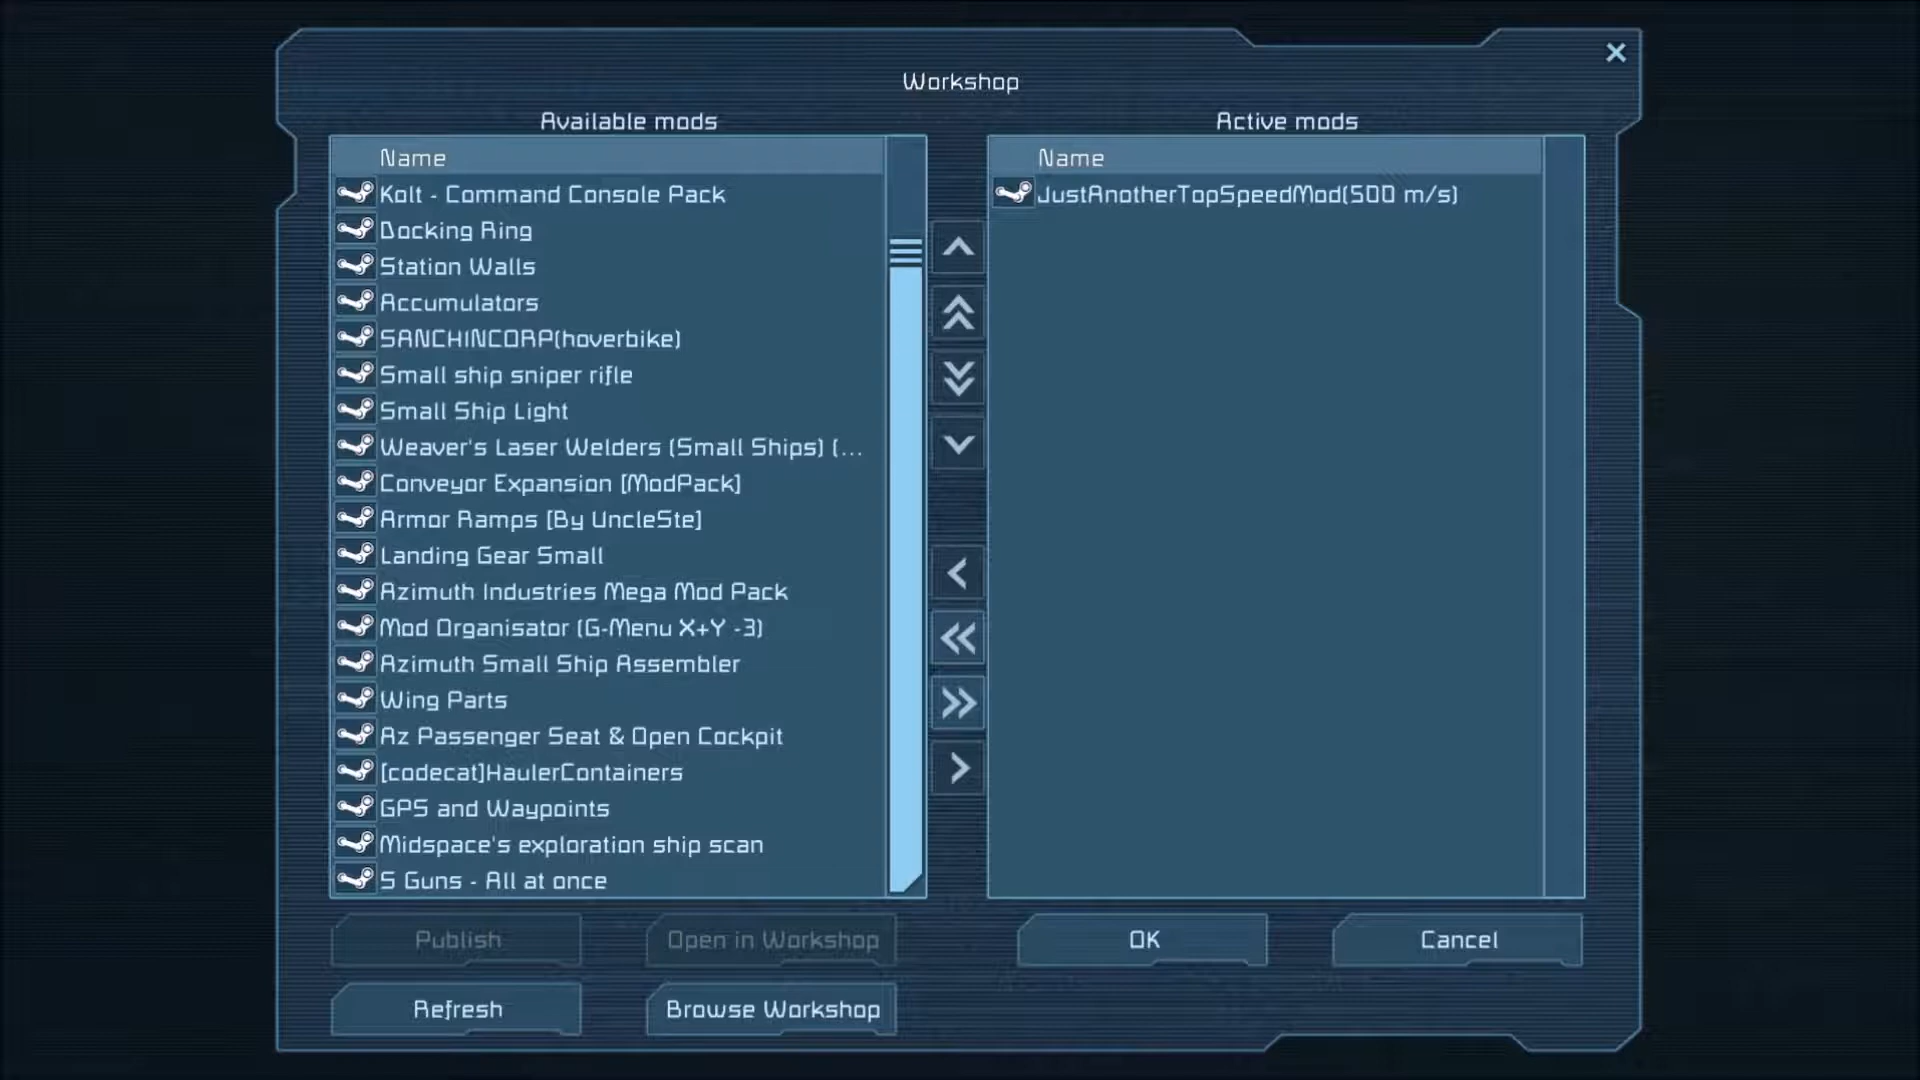 Workshop
Available mods
Name
Kolt - Command Console Pack
Docking Ring
Station Walls
Accumulators
SANCHINCORP(hoverbike)
Small ship sniper rifle
Small Ship Light
Weaver's Laser Welders (Small Ships) (...
Conveyor Expansion [ModPack]
Armor Ramps [By UncleSte]
Landing Gear Small
Azimuth Industries Mega Mod Pack
Mod Organisator (G-Menu X+Y -3)
Azimuth Small Ship Assembler
Wing Parts
Az Passenger Seat & Open Cockpit
[codecat]HaulerContainers
GPS and Waypoints
Midspace's exploration ship scan
S Guns - All at once
Active mods
Name
JustAnotherTopSpeedMod(500 m/s)
Publish
Open in Workshop
OK
Cancel
Refresh
Browse Workshop